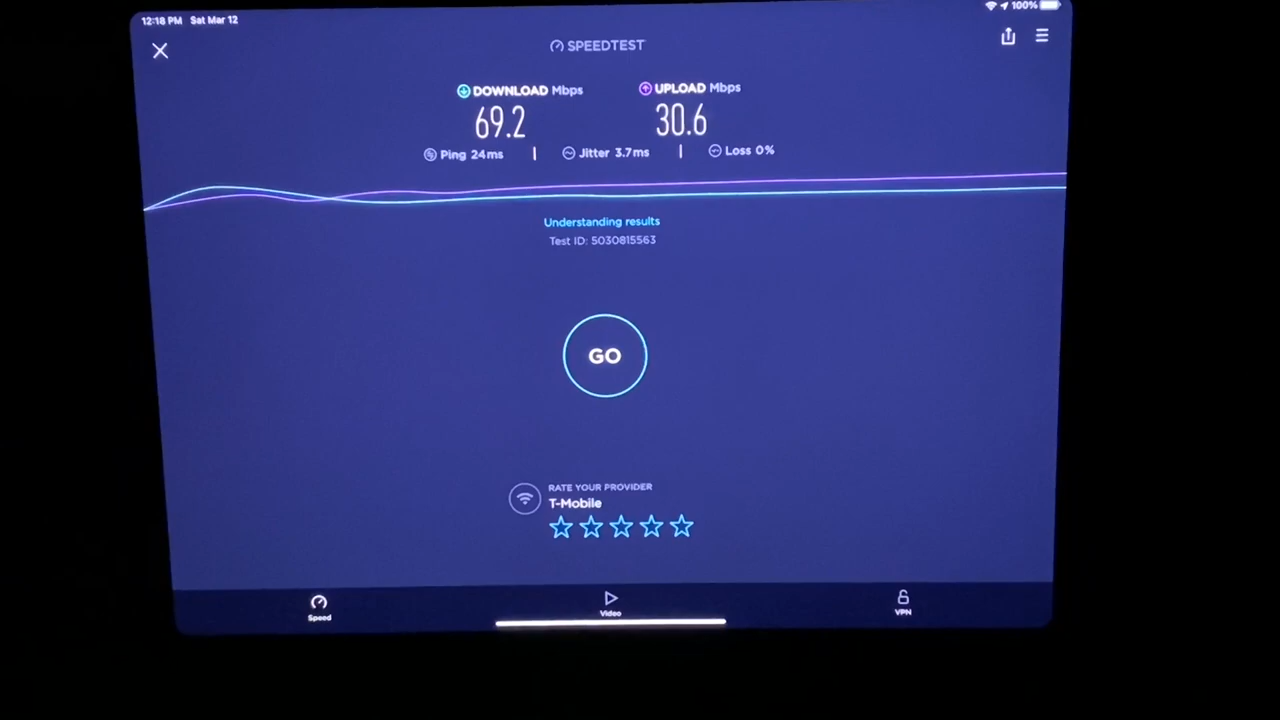 12:18 PM Sat Mar 12
100%
SPEEDTEST
DOWNLOAD Mbps UPLOAD Mbps
69.2 30.6
Ping 24ms | Jitter 3.7ms | Loss 0%
Understanding results
Test ID: 5030815563
GO
RATE YOUR PROVIDER
T-Mobile
Speed Video VPN